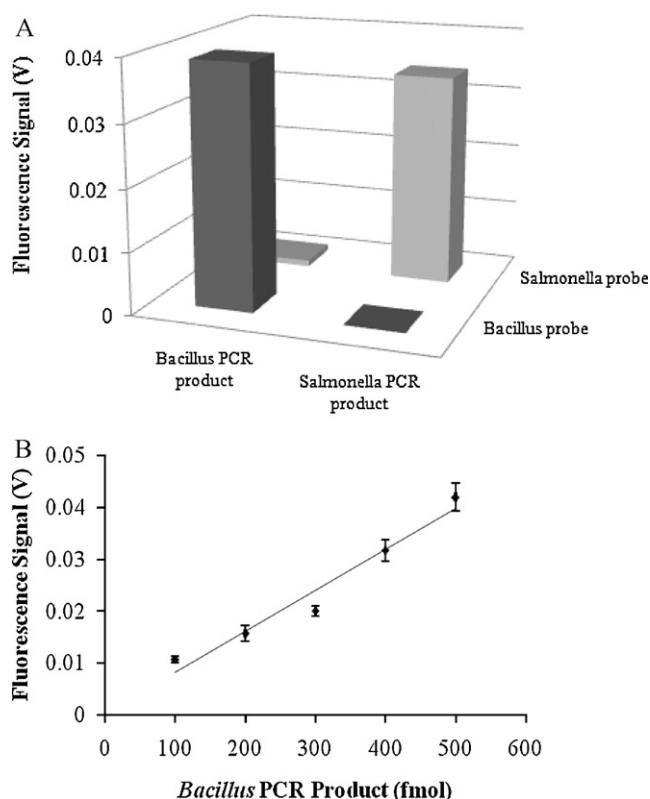 A
Fluorescence Signal (V)
0.04
0.03
0.02
0.01
0
Bacillus PCR
product
Salmonella PCR
product
Salmonella probe
Bacillus probe
B
Fluorescence Signal (V)
0.05
0.04
0.03
0.02
0.01
0
0 100 200 300 400 500 600
Bacillus PCR Product (fmol)